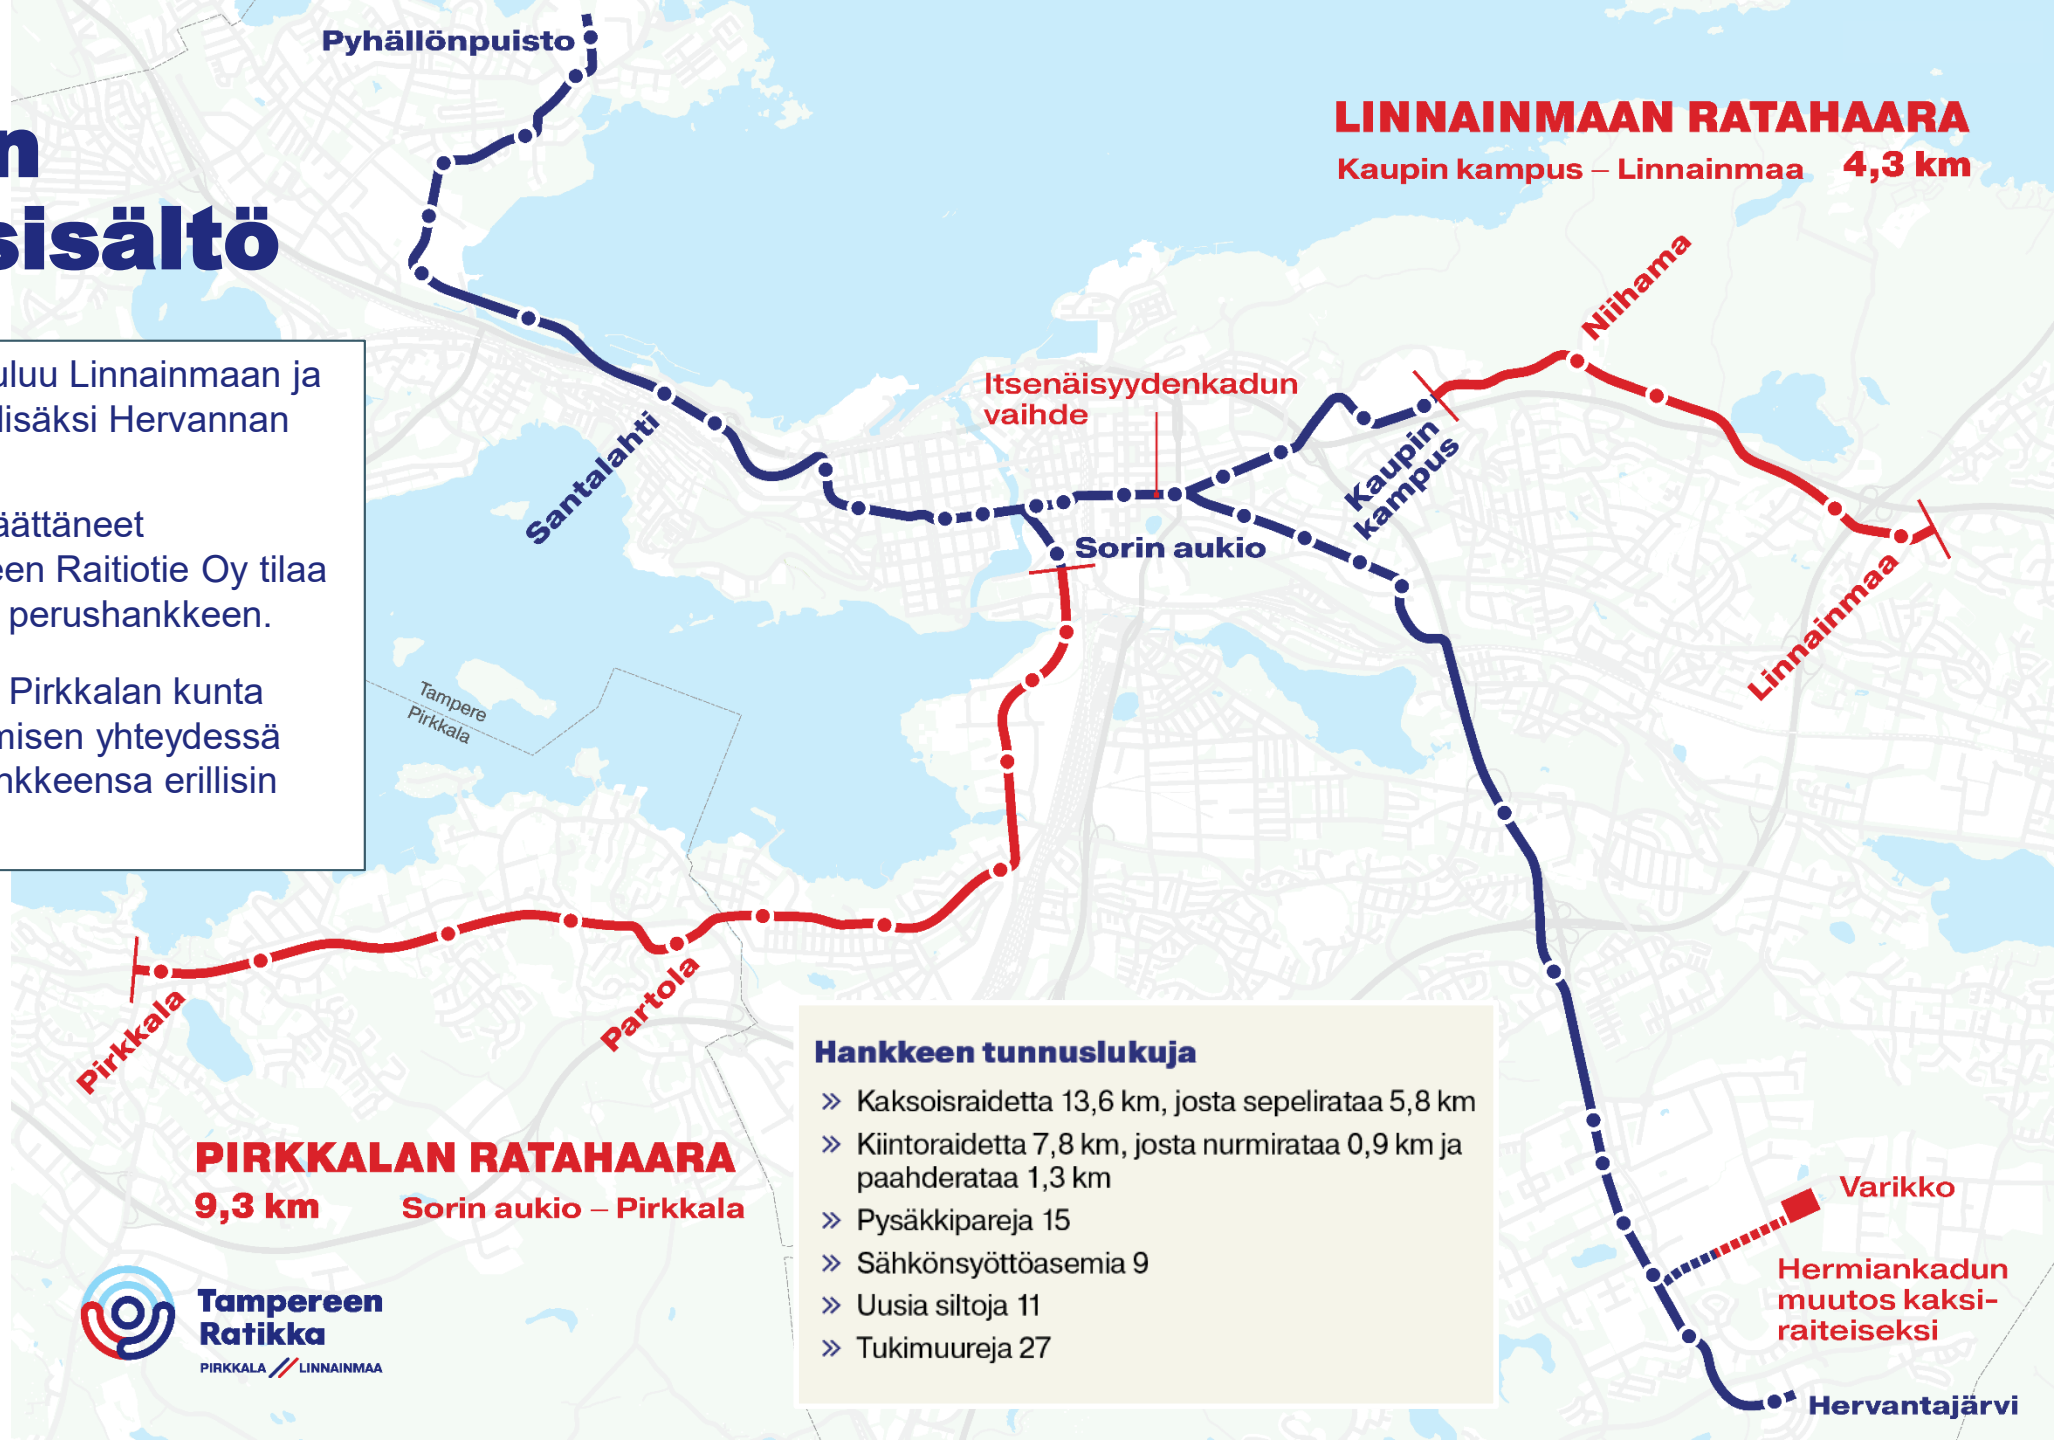 n
sisältö
uluu Linnainmaan ja
lisäksi Hervannan
äättäneet
een Raitiotie Oy tilaa
perushankkeen.
Pirkkalan kunta
misen yhteydessä
nkkeensa erillisin
Pyhällönpuisto
LINNAINMAAN RATAHAARA
Kaupin kampus – Linnainmaa 4,3 km
Niihama
Itsenäisyydenkadun
vaihde
Santalahti
Kaupin
kampus
Sorin aukio
Linnainmaa
Tampere
Pirkkala
Partola
Pirkkala
PIRKKALAN RATAHAARA
9,3 km Sorin aukio – Pirkkala
Hankkeen tunnuslukuja
» Kaksoisraidetta 13,6 km, josta sepelirataa 5,8 km
» Kiintoraidetta 7,8 km, josta nurmirataa 0,9 km ja
paahderataa 1,3 km
» Pysäkkipareja 15
» Sähkönsyöttöasemia 9
» Uusia siltoja 11
» Tukimuureja 27
Varikko
Hermiankadun
muutos kaksi-
raiteiseksi
Hervantajärvi
Tampereen
Ratikka
PIRKKALA // LINNAINMAA